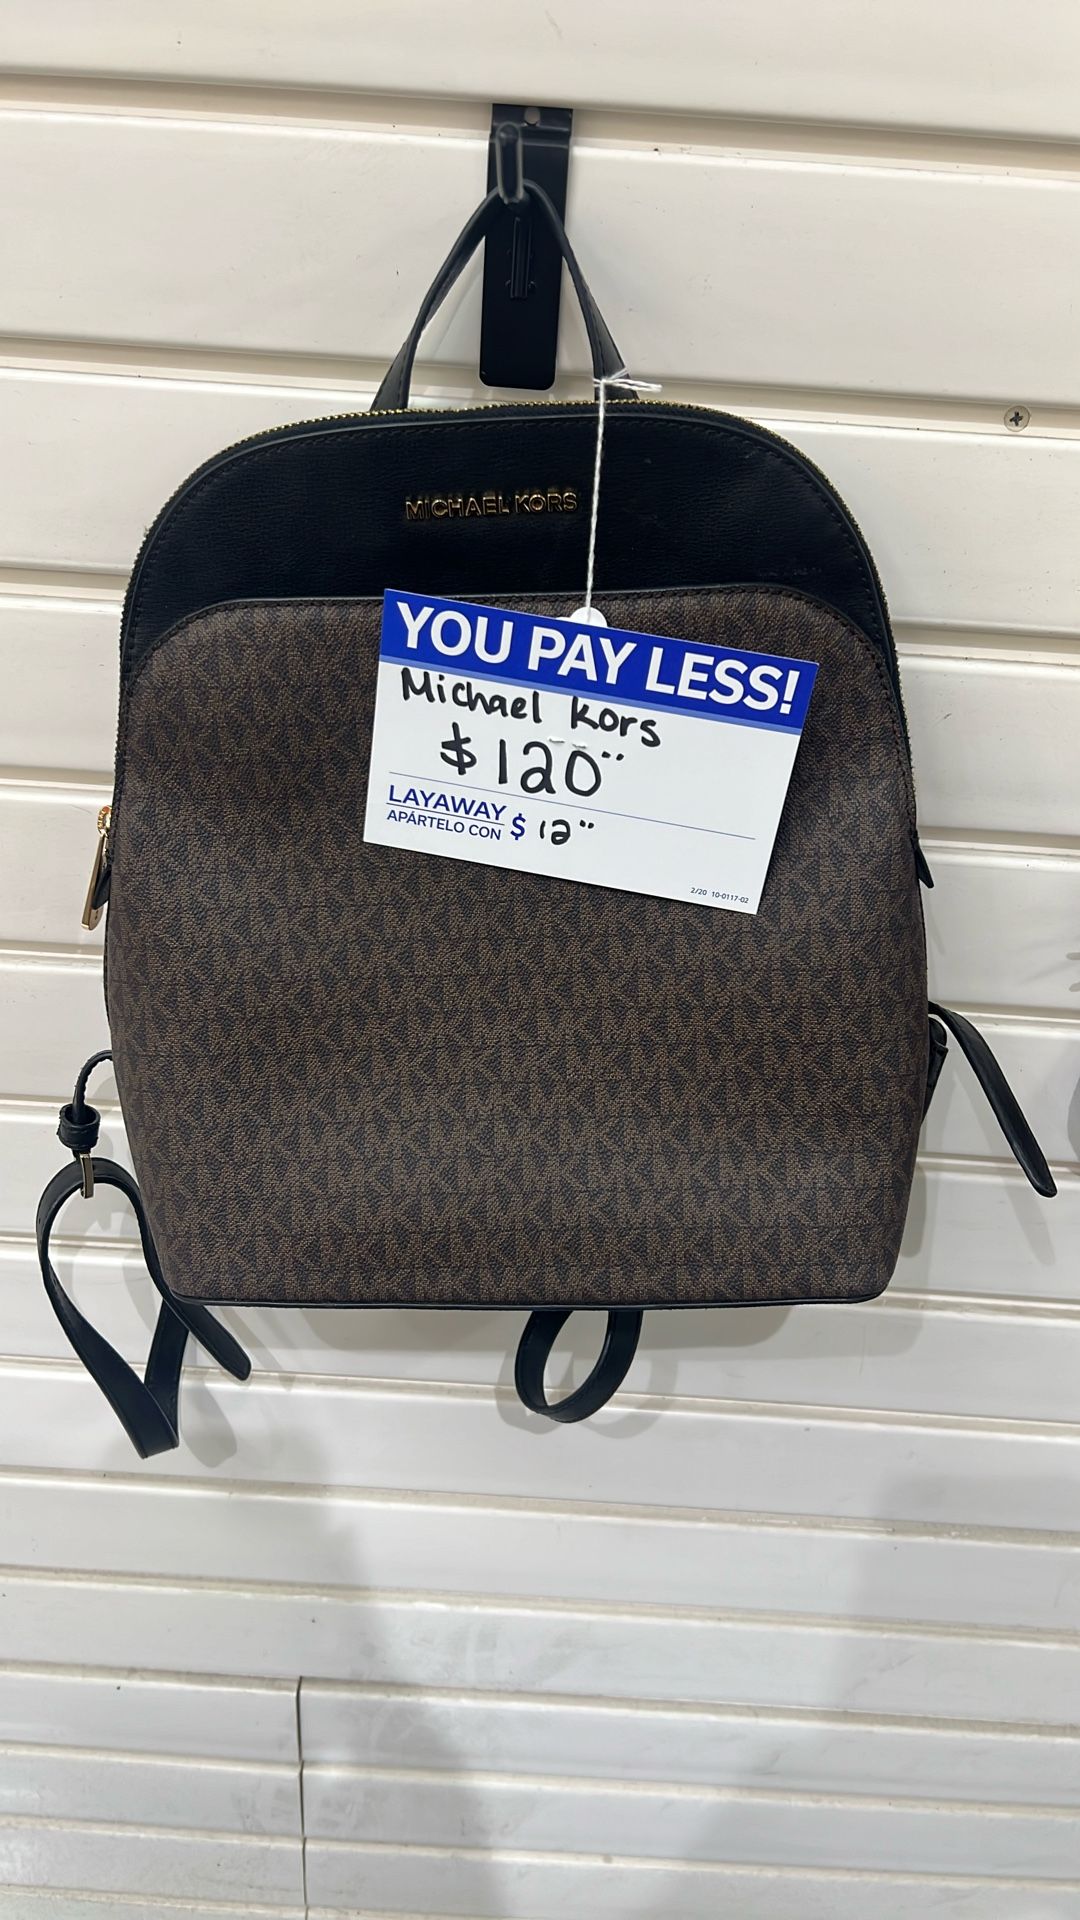 MICHAEL KORS
YOU PAY LESS!
Michael Kors
$120"
LAYAWAY
APÁRTELO CON $ 12"
2/20 10-0117-02